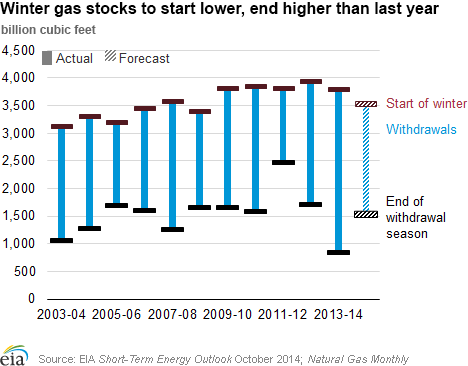 Winter gas stocks to start lower, end higher than last year
billion cubic feet
4,500
Actual
Forecast
4,000
3,500
Start of winter
3,000
Withdrawals
2,500
2,000
End of
withdrawal
season
1,500
1,000
500
0
2003-04 2005-06 2007-08 2009-10 2011-12 2013-14
eia
Source: EIA Short-Term Energy Outlook October 2014; Natural Gas Monthly